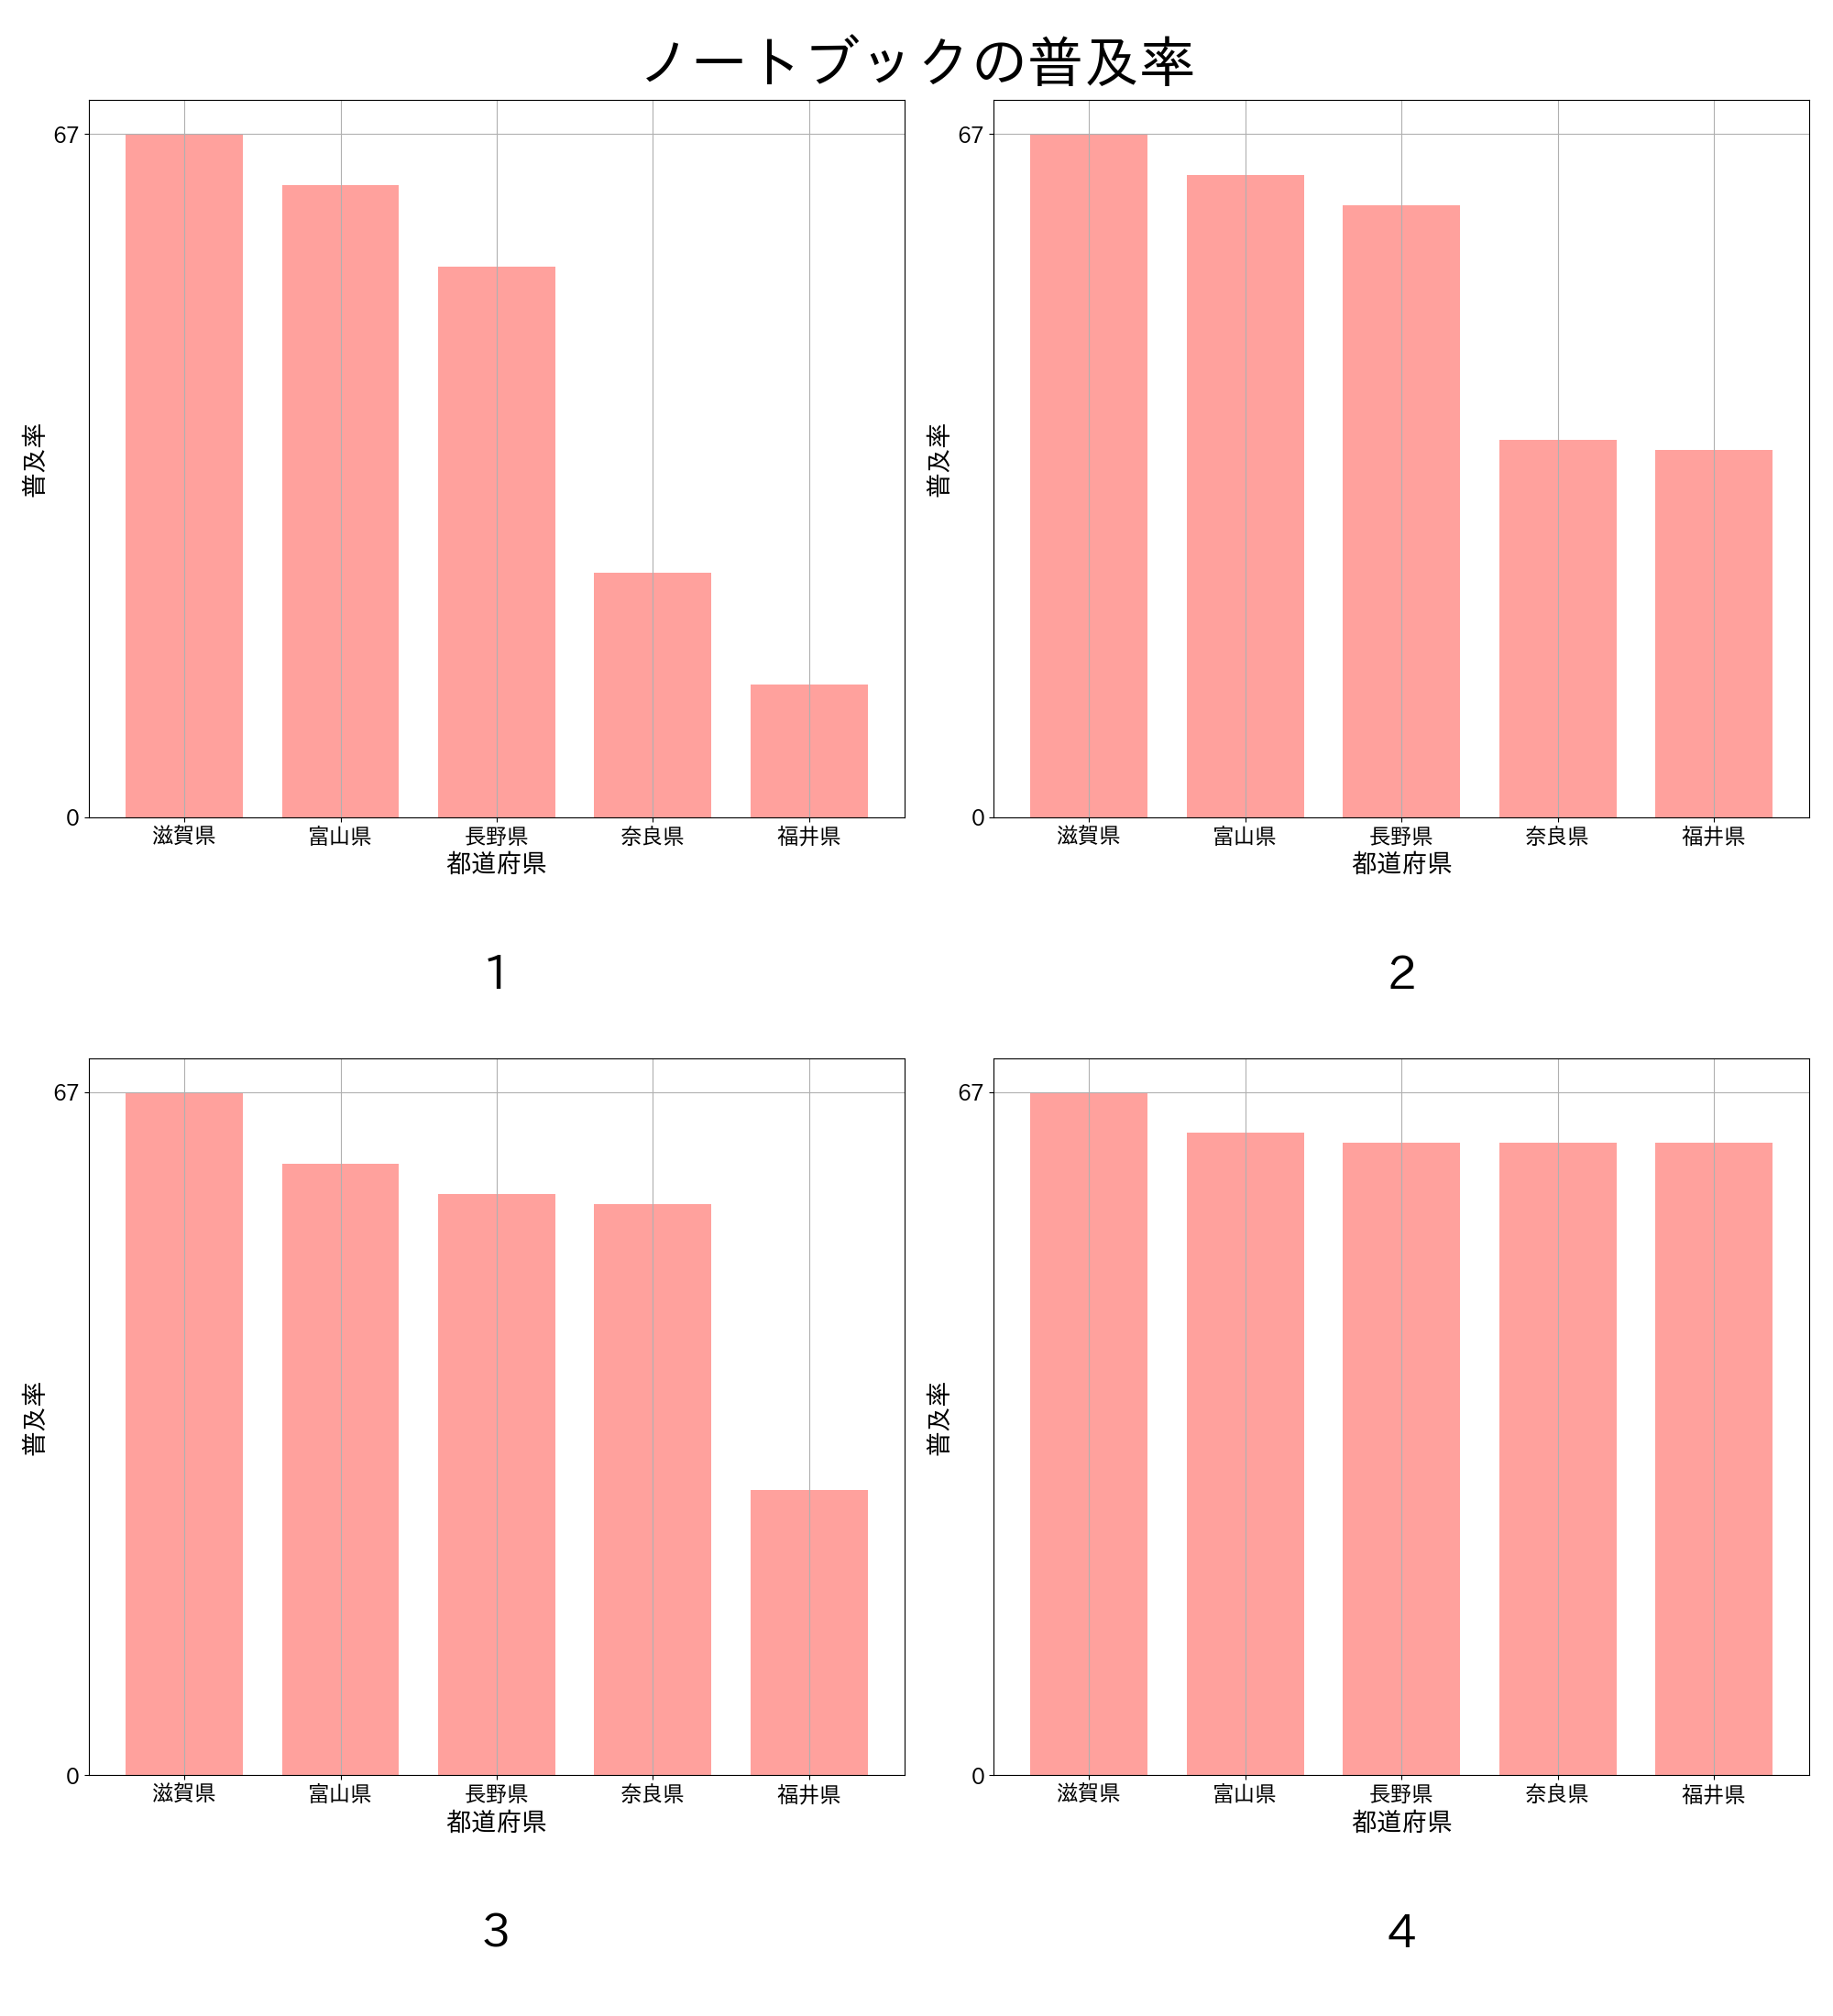 ノートブックの普及率
67
0
普及率
滋賀県 富山県 長野県 奈良県 福井県
都道府県
1
67
0
普及率
滋賀県 富山県 長野県 奈良県 福井県
都道府県
2
67
0
普及率
滋賀県 富山県 長野県 奈良県 福井県
都道府県
3
67
0
普及率
滋賀県 富山県 長野県 奈良県 福井県
都道府県
4